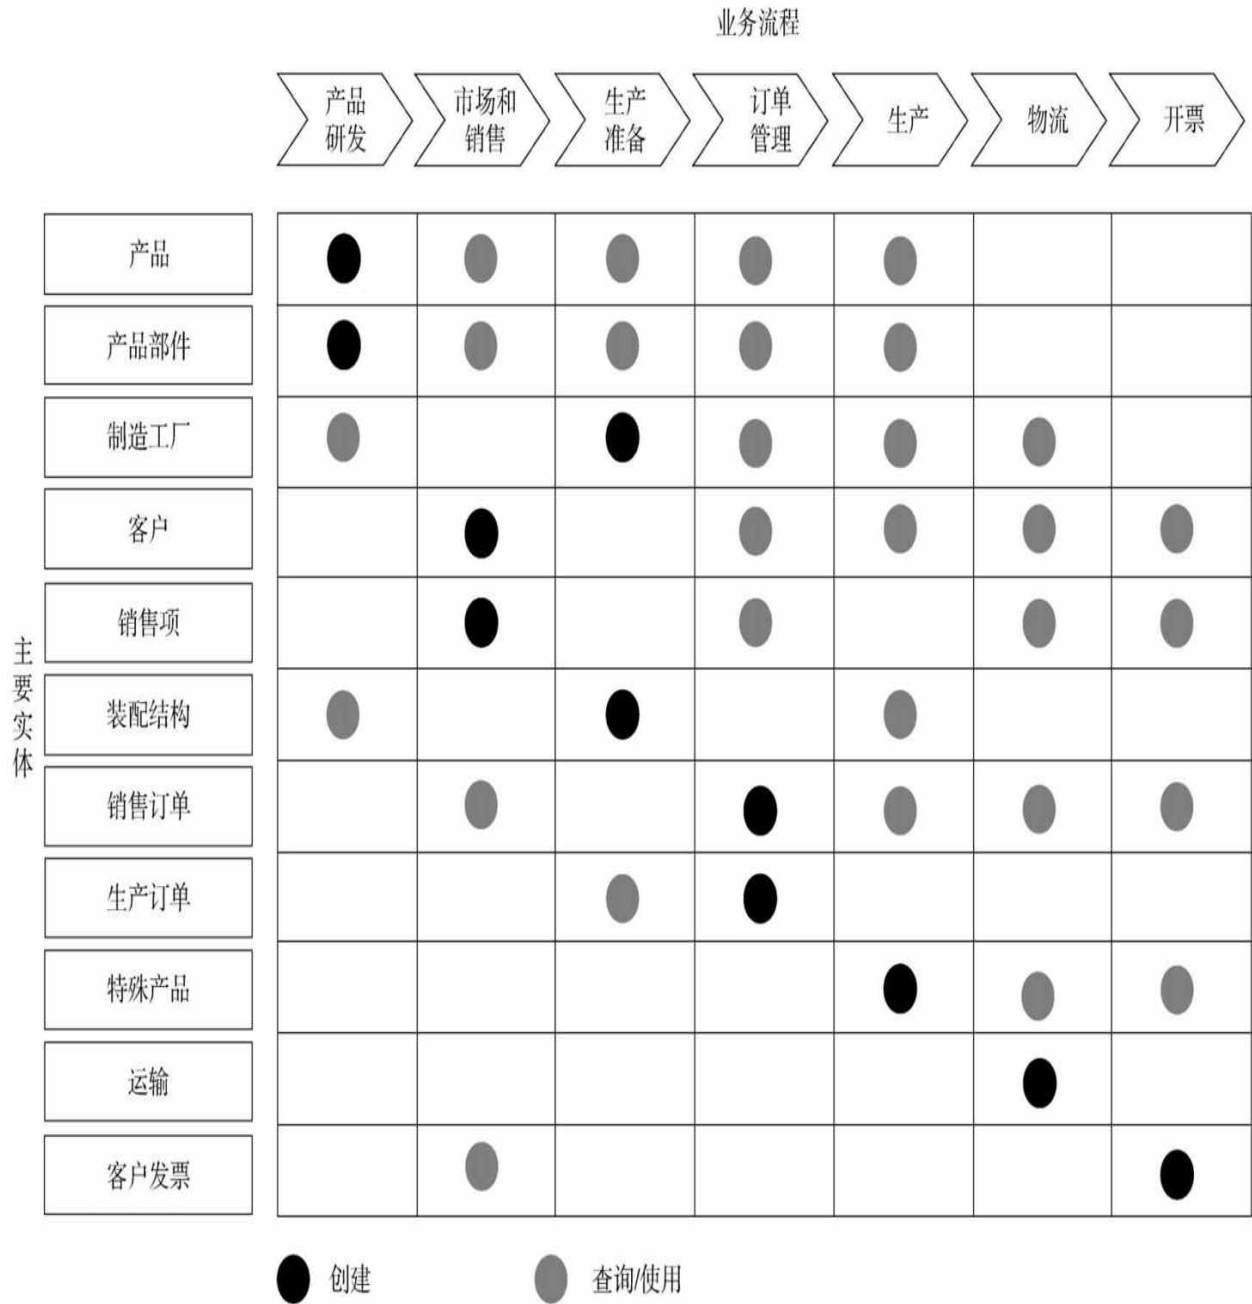 业务流程
产品
研发
市场和
销售
生产
准备
订单
管理
生产
物流
开票
主要实体
产品
产品部件
制造工厂
客户
销售项
装配结构
销售订单
生产订单
特殊产品
运输
客户发票
创建
查询/使用